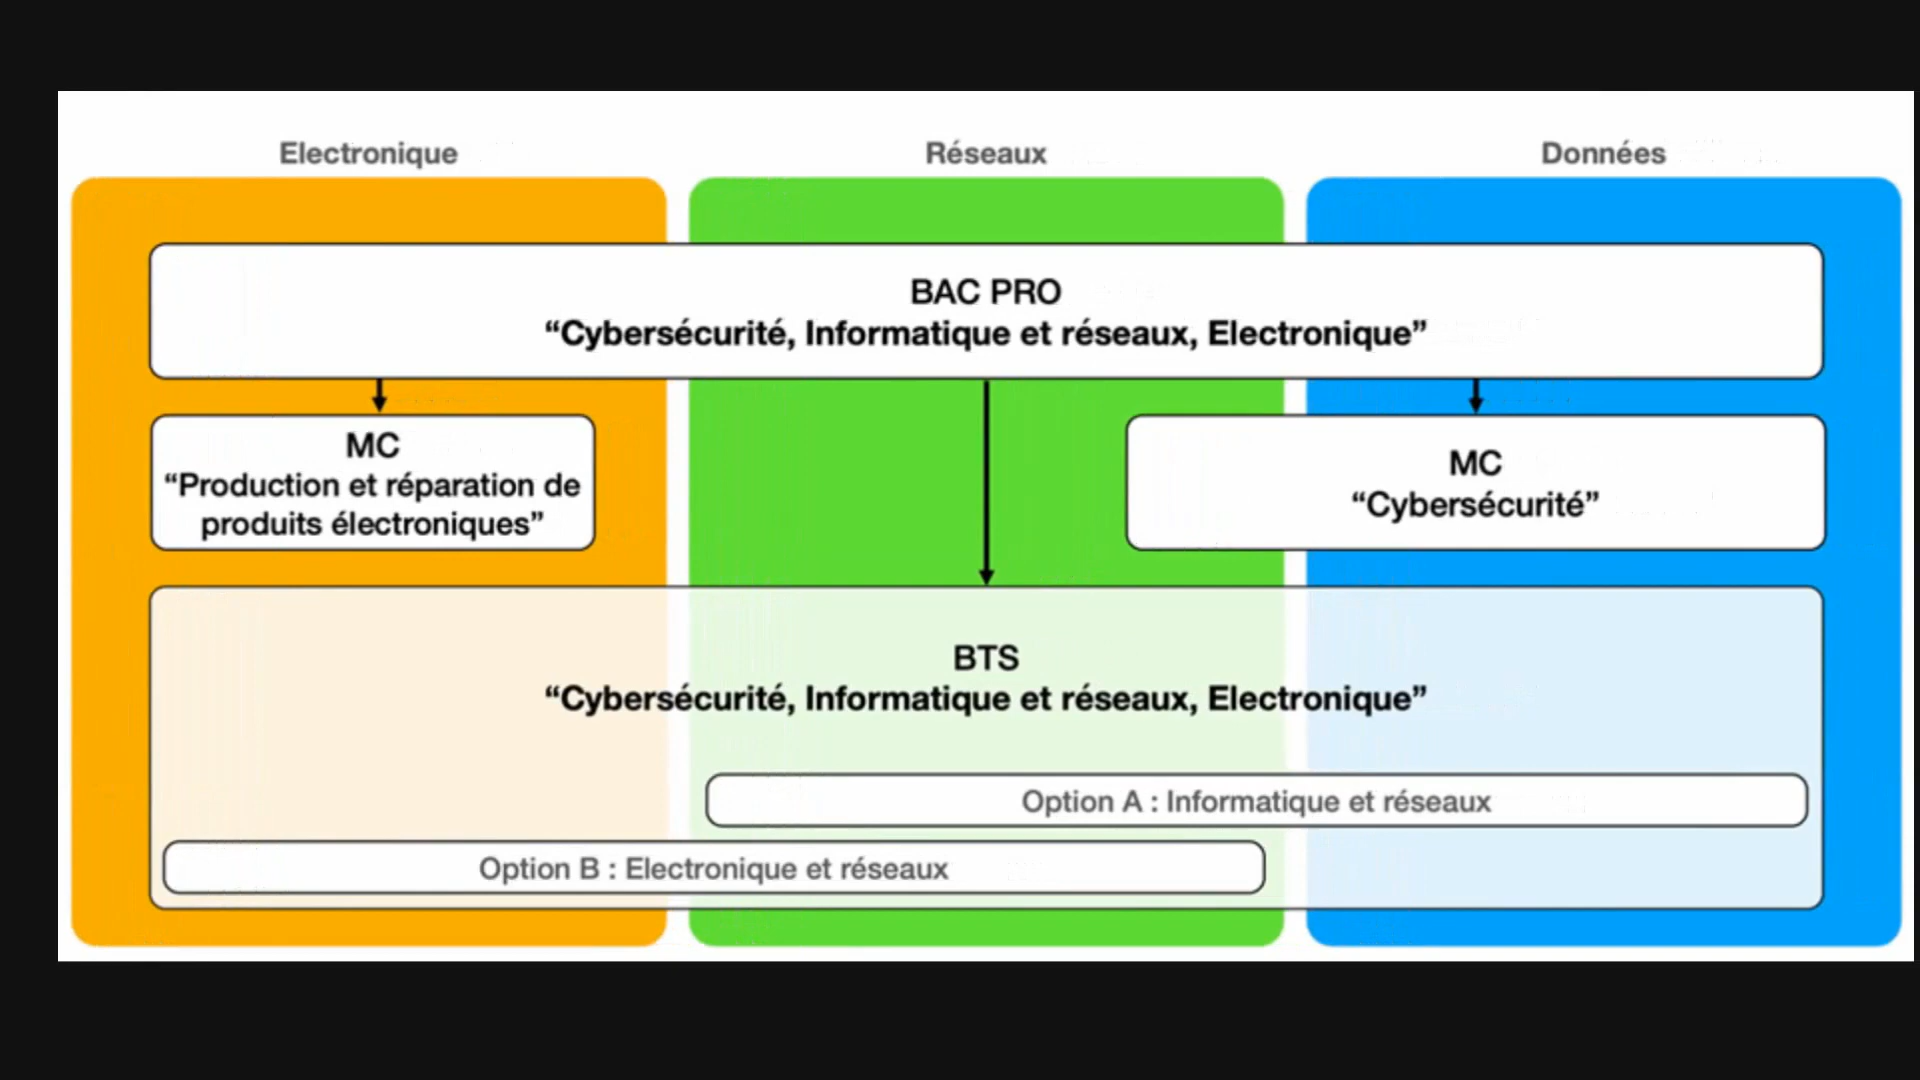 Electronique
Réseaux
Données
BAC PRO
“Cybersécurité, Informatique et réseaux, Electronique”
MC
“Production et réparation de
produits électroniques”
MC
“Cybersécurité”
BTS
“Cybersécurité, Informatique et réseaux, Electronique”
Option A : Informatique et réseaux
Option B : Electronique et réseaux